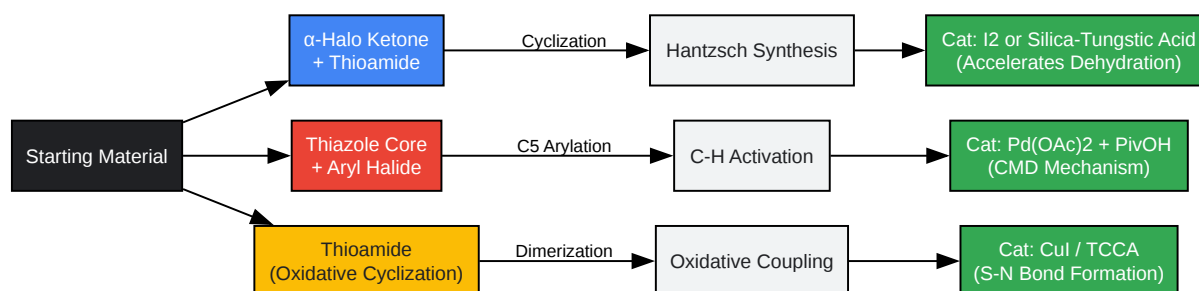 α-Halo Ketone
+ Thioamide
Cyclization
Hantzsch Synthesis
Cat: I2 or Silica-Tungstic Acid
(Accelerates Dehydration)
Starting Material
Thiazole Core
+ Aryl Halide
C5 Arylation
C-H Activation
Cat: Pd(OAc)2 + PivOH
(CMD Mechanism)
Thioamide
(Oxidative Cyclization)
Dimerization
Oxidative Coupling
Cat: CuI / TCCA
(S-N Bond Formation)